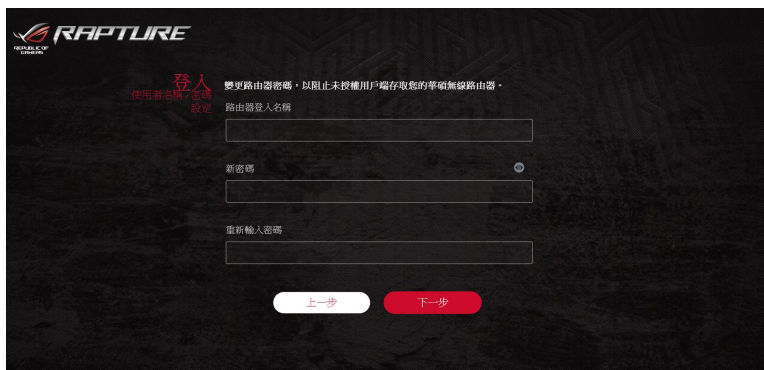 RAPTURE
REPUBLIC OF
GAMERS
登入
使用者名稱/密碼
設定
變更路由器密碼，以阻止未授權用戶端存取您的華碩無線路由器。
路由器登入名稱
新密碼
重新輸入密碼
上一步
下一步